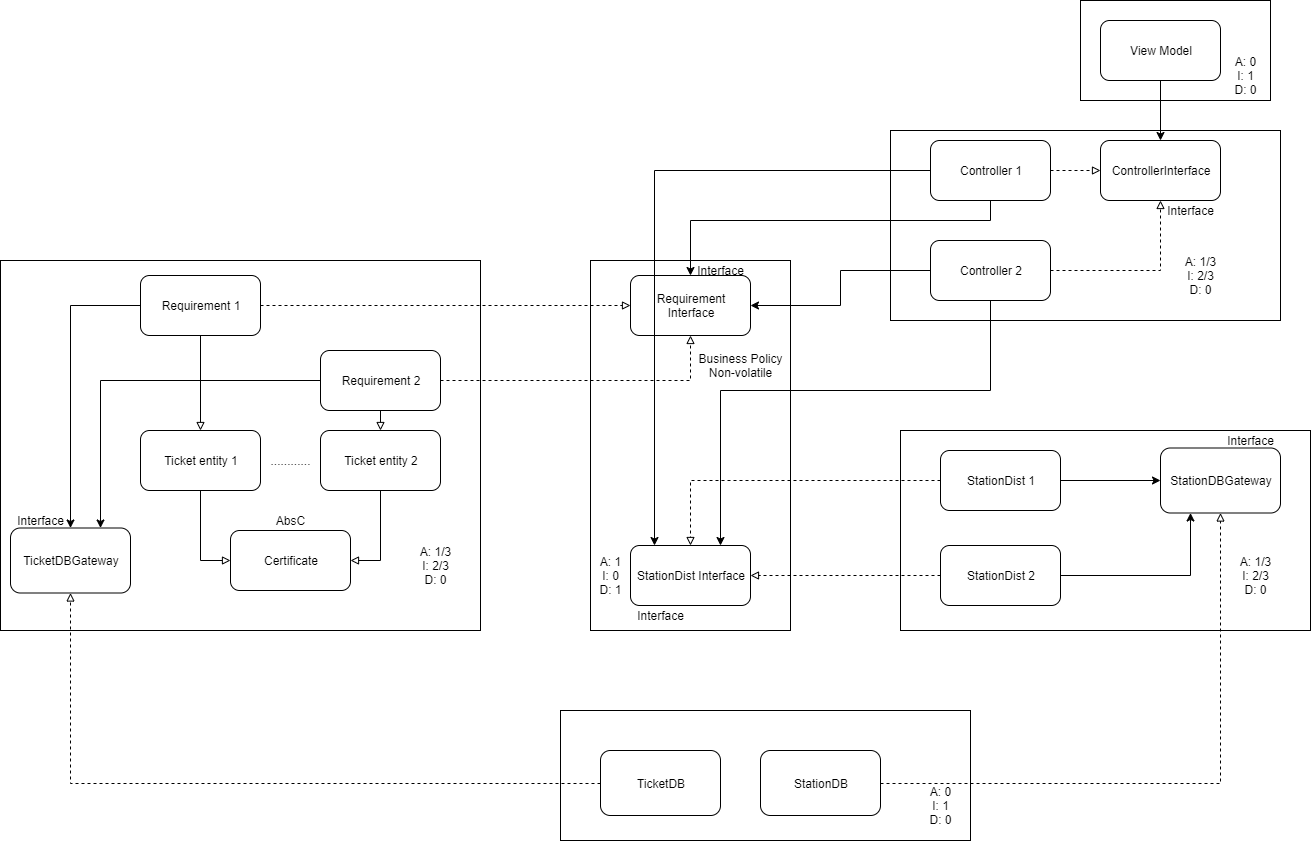 View Model
A: 0
I: 1
D: 0
Controller 1
ControllerInterface
Interface
Controller 2
A: 1/3
I: 2/3
D: 0
Requirement 1
Requirement 2
Ticket entity 1
............
Ticket entity 2
Interface
TicketDBGateway
AbsC
Certificate
A: 1/3
I: 2/3
D: 0
Interface
Requirement
Interface
Business Policy
Non-volatile
A: 1
I: 0
D: 1
StationDist Interface
Interface
StationDist 1
Interface
StationDBGateway
StationDist 2
A: 1/3
I: 2/3
D: 0
TicketDB
StationDB
A: 0
I: 1
D: 0